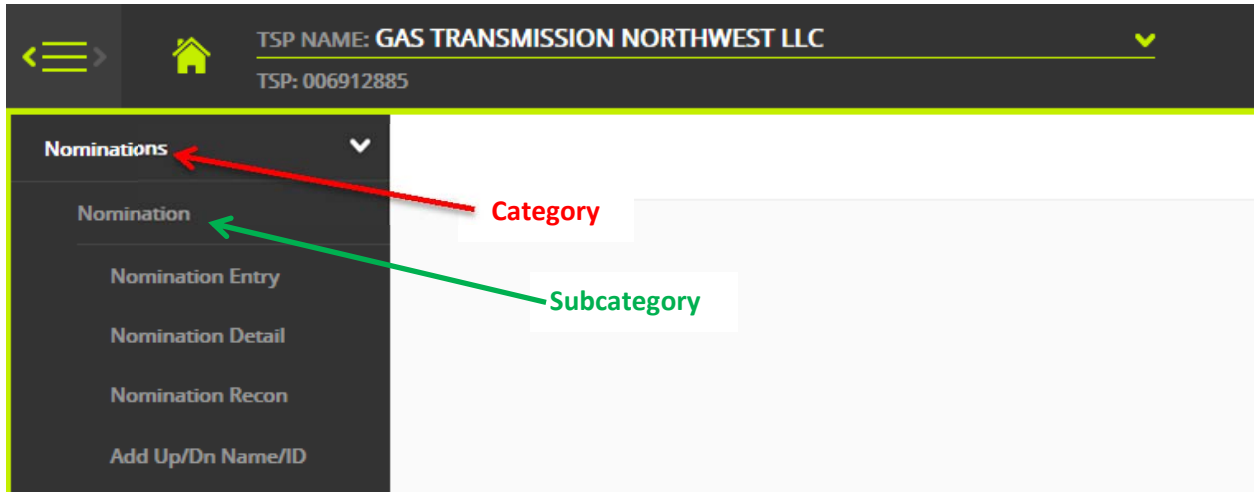 TSP NAME: GAS TRANSMISSION NORTHWEST LLC
TSP: 006912885
Nominations
Category
Nomination
Nomination Entry
Subcategory
Nomination Detail
Nomination Recon
Add Up/Dn Name/ID